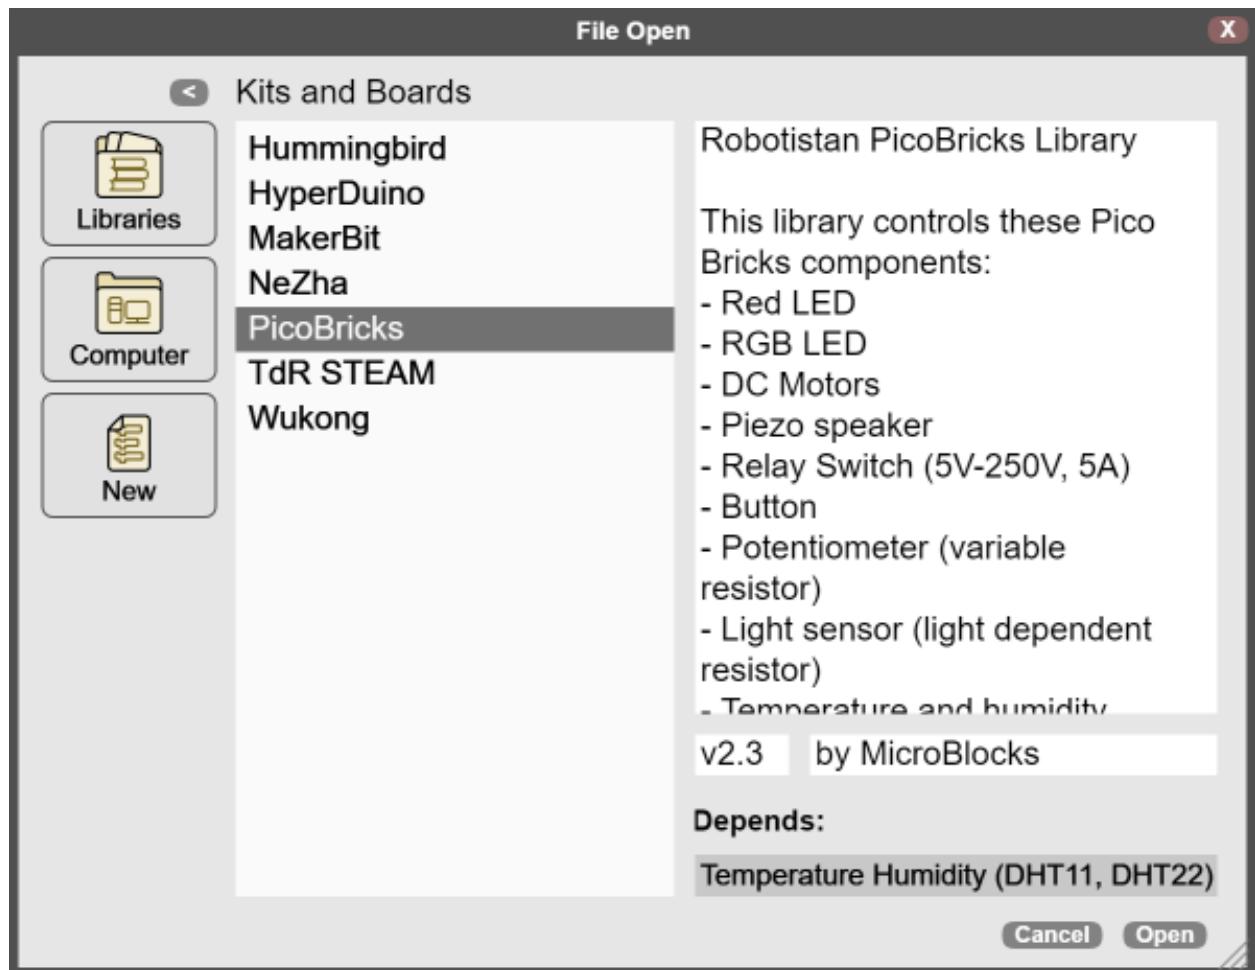 File Open
X
<
Kits and Boards
Libraries
Computer
New
Hummingbird
HyperDuino
MakerBit
NeZha
PicoBricks
TdR STEAM
Wukong
Robotistan PicoBricks Library
This library controls these Pico
Bricks components:
- Red LED
- RGB LED
- DC Motors
- Piezo speaker
- Relay Switch (5V-250V, 5A)
- Button
- Potentiometer (variable
resistor)
- Light sensor (light dependent
resistor)
- Temperature and humidity
v2.3
by MicroBlocks
Depends:
Temperature Humidity (DHT11, DHT22)
Cancel
Open